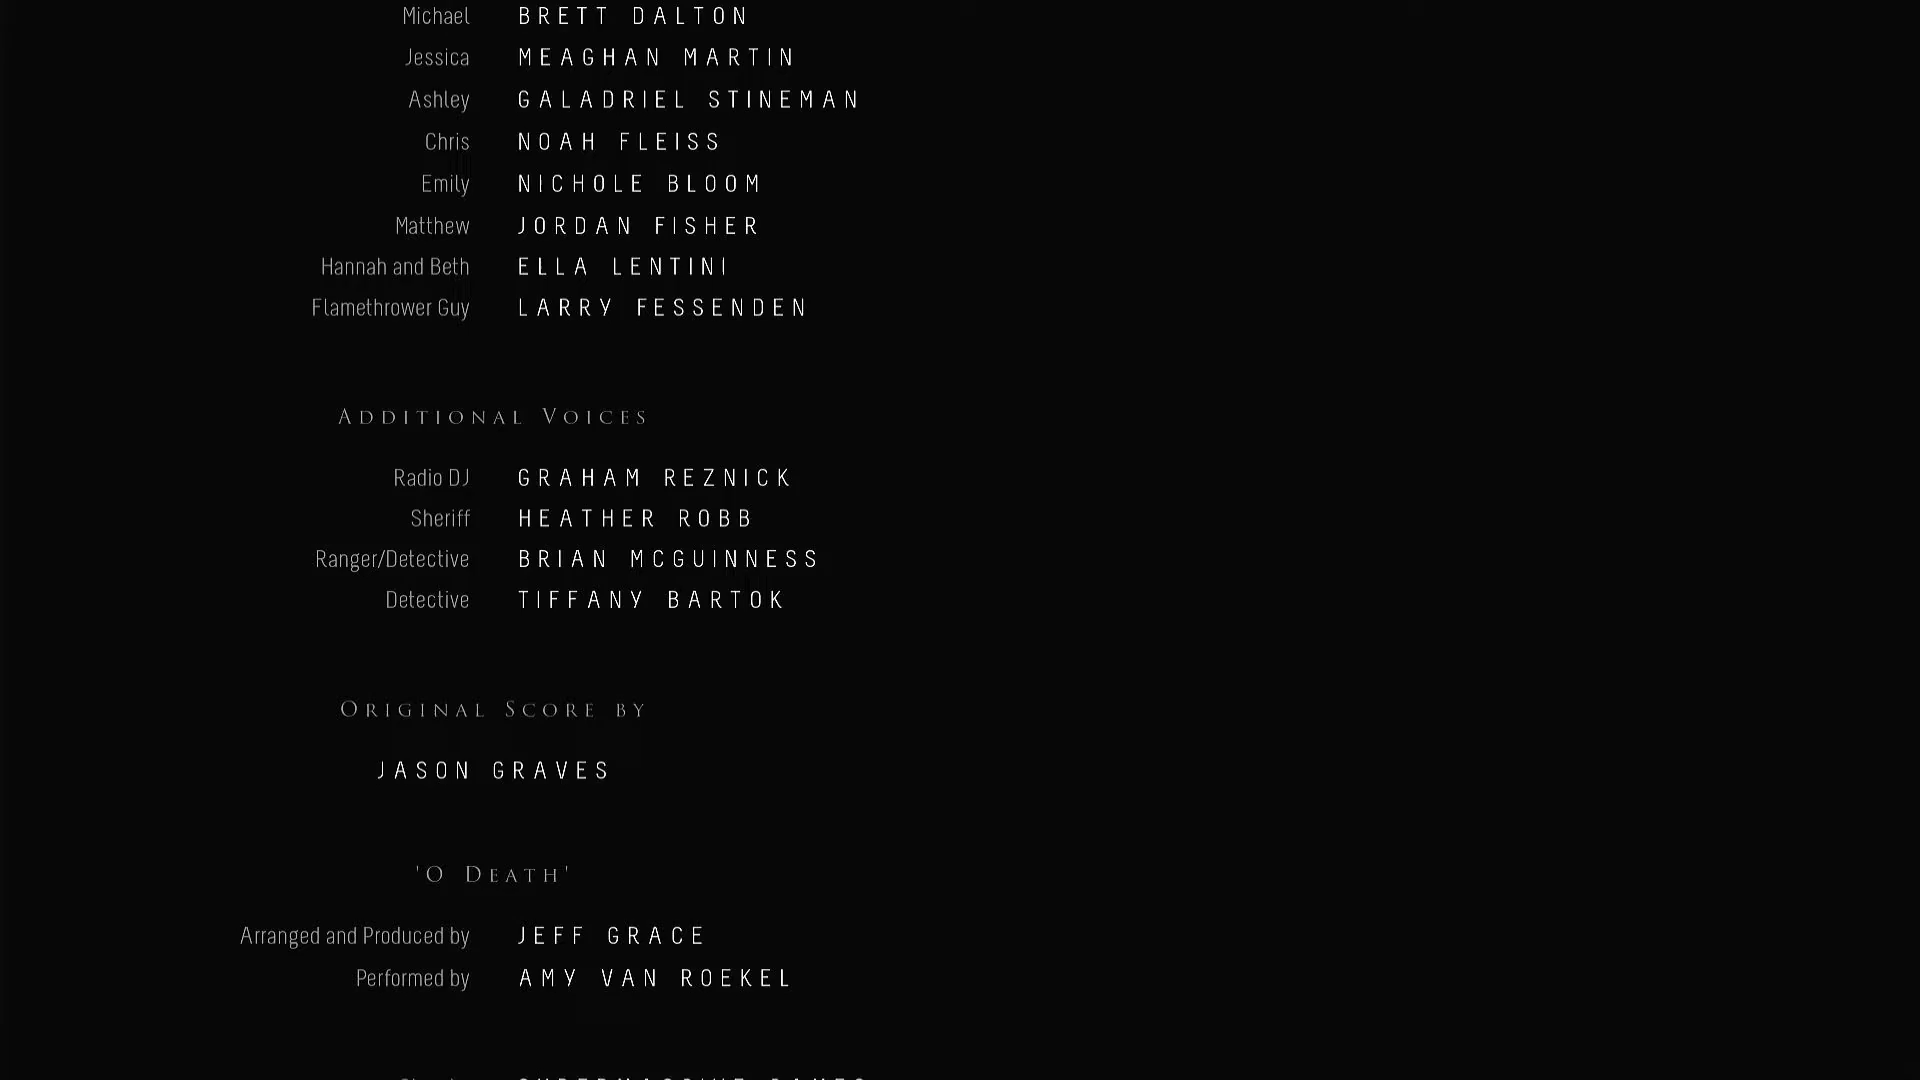 Michael BRETT DALTON
Jessica MEAGHAN MARTIN
Ashley GALADRIEL STINEMAN
Chris NOAH FLEISS
Emily NICHOLE BLOOM
Matthew JORDAN FISHER
Hannah and Beth ELLA LENTINI
Flamethrower Guy LARRY FESSENDEN
ADDITIONAL VOICES
Radio DJ GRAHAM REZNICK
Sheriff HEATHER ROBB
Ranger/Detective BRIAN MCGUINNESS
Detective TIFFANY BARTOK
ORIGINAL SCORE BY
JASON GRAVES
'O DEATH'
Arranged and Produced by JEFF GRACE
Performed by AMY VAN ROEKEL